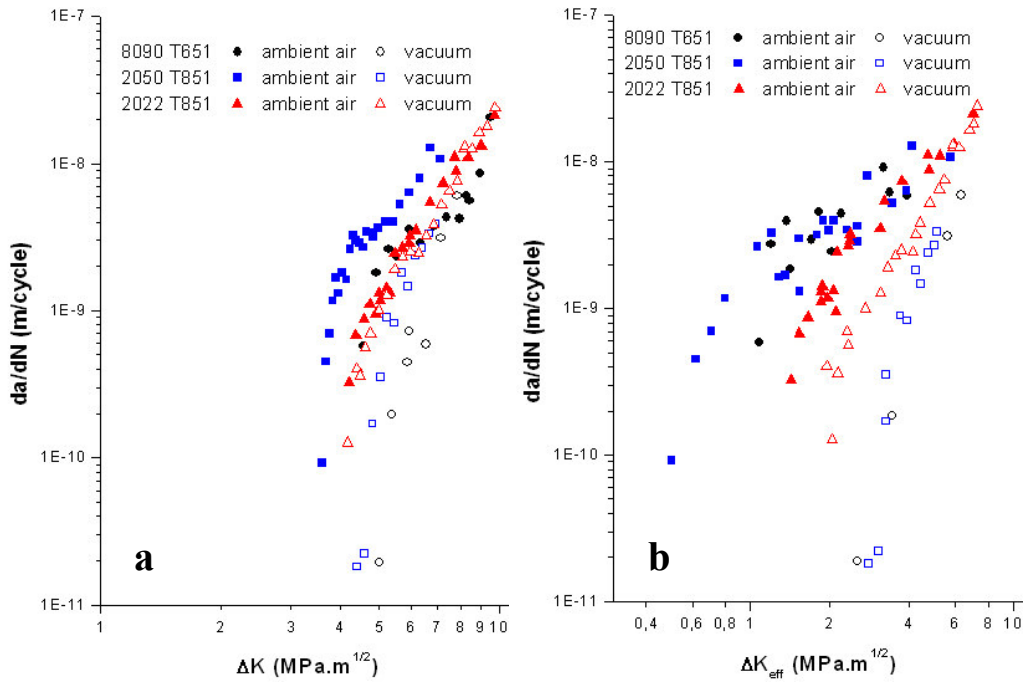 8090 T651 ambient air vacuum
2050 T851 ambient air vacuum
2022 T851 ambient air vacuum
1E-7
1E-8
1E-9
1E-10
1E-11
da/dN (m/cycle)
a
1 2 3 4 5 6 7 8 9 10
ΔK (MPa.m^1/2)
8090 T651 ambient air vacuum
2050 T851 ambient air vacuum
2022 T851 ambient air vacuum
1E-7
1E-8
1E-9
1E-10
1E-11
da/dN (m/cycle)
b
0,4 0,6 0,8 1 2 4 6 8 10
ΔK_eff (MPa.m^1/2)